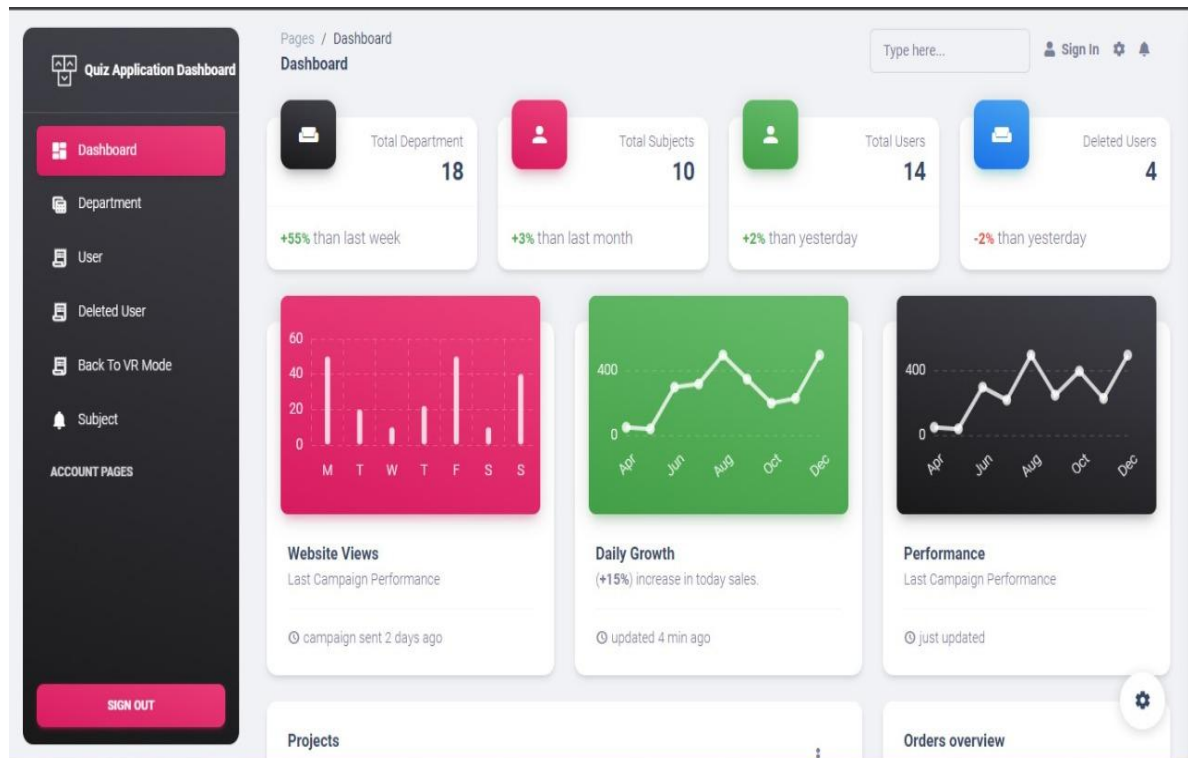 Quiz Application Dashboard
Dashboard
Department
User
Deleted User
Back To VR Mode
Subject
ACCOUNT PAGES
SIGN OUT
Pages / Dashboard
Dashboard
Type here...
Sign In
Total Department
18
+55% than last week
Total Subjects
10
+3% than last month
Total Users
14
+2% than yesterday
Deleted Users
4
-2% than yesterday
60
40
20
0
M T W T F S S
Website Views
Last Campaign Performance
campaign sent 2 days ago
400
0
Apr Jun Aug Oct Dec
Daily Growth
(+15%) increase in today sales.
updated 4 min ago
400
0
Apr Jun Aug Oct Dec
Performance
Last Campaign Performance
just updated
Projects
Orders overview